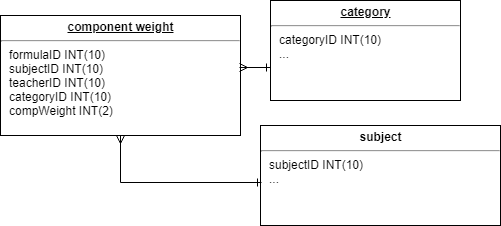 component weight
formulaID INT(10)
subjectID INT(10)
teacherID INT(10)
categoryID INT(10)
compWeight INT(2)
category
categoryID INT(10)
...
subject
subjectID INT(10)
...